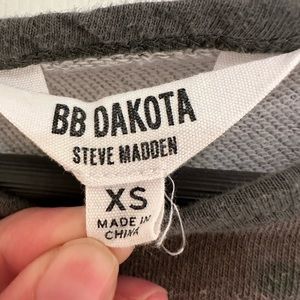 BB DAKOTA
STEVE MADDEN
XS
MADE IN
CHINA